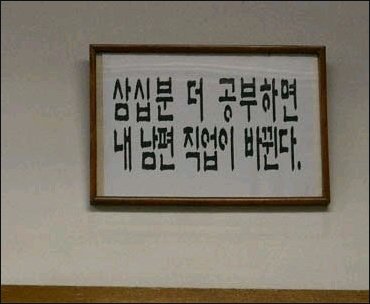 삼십분 더 공부하면
내 남편 직업이 바뀐다.